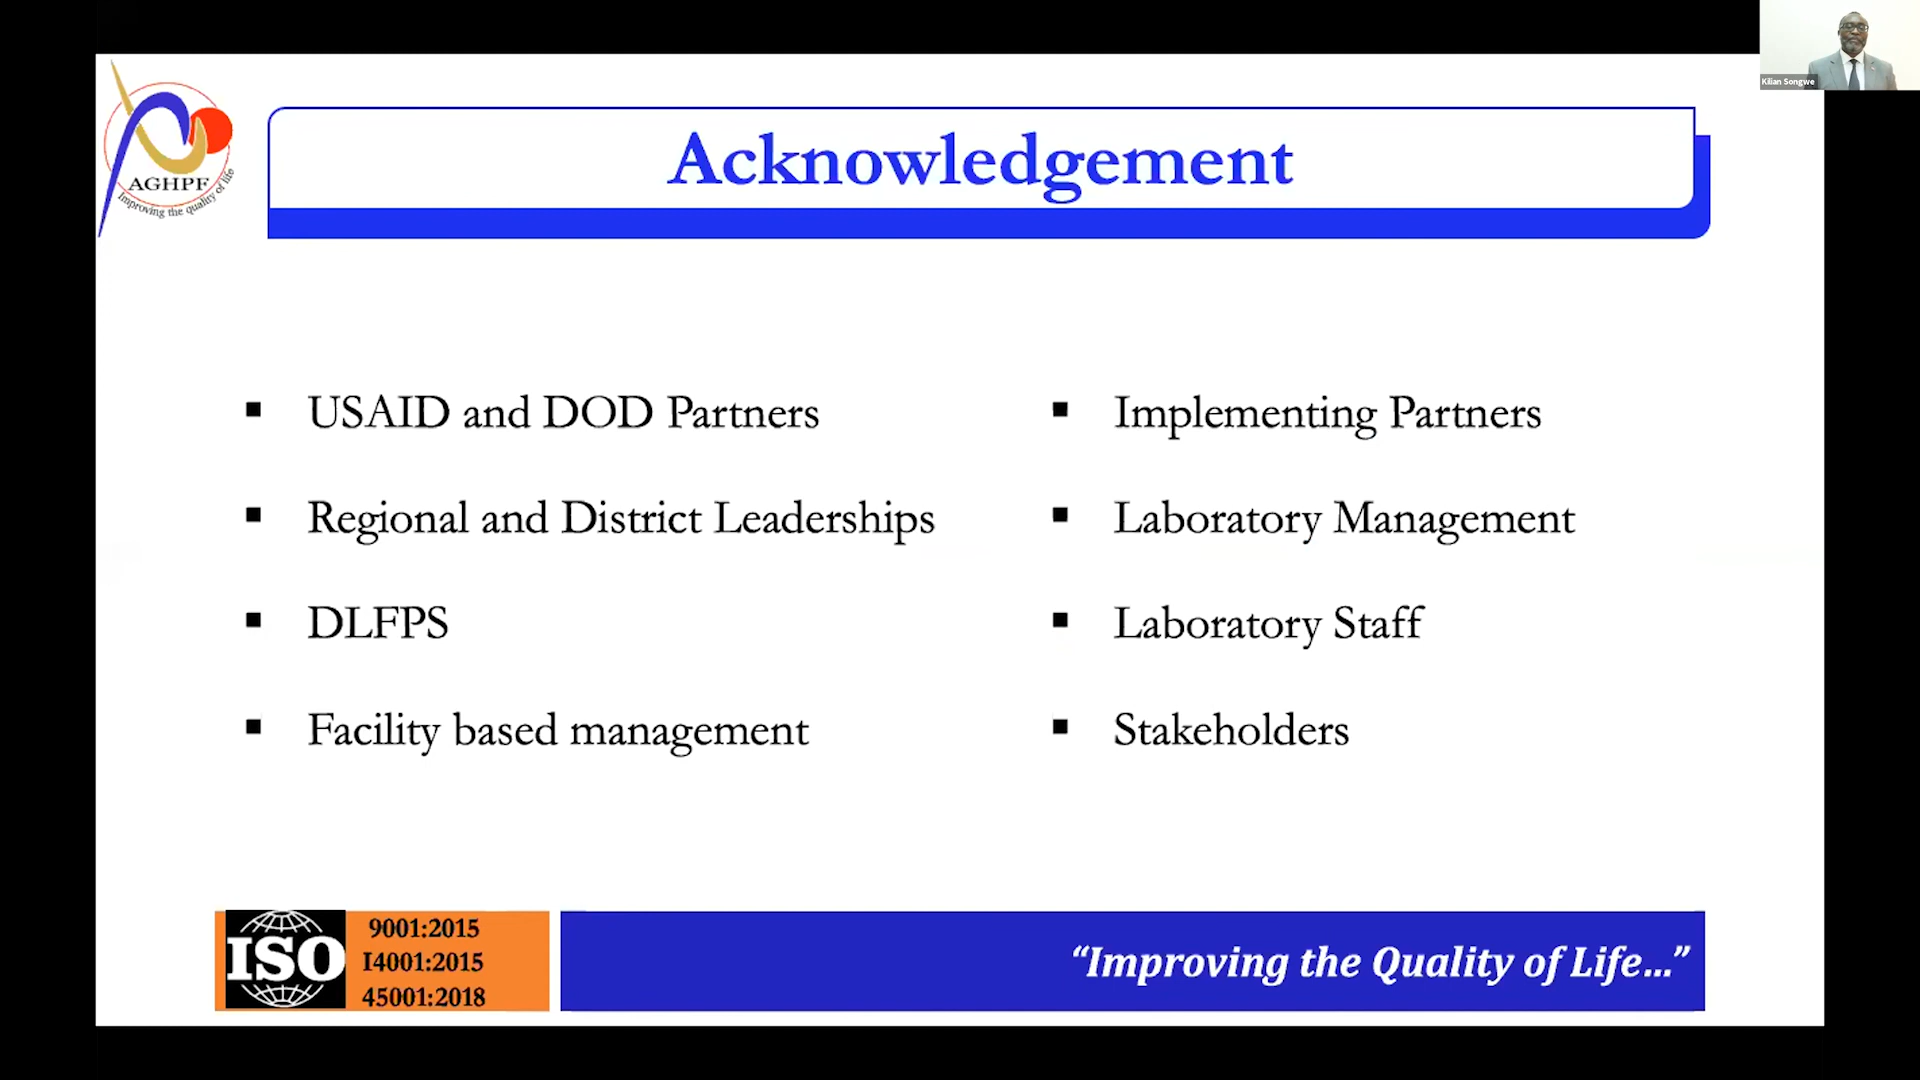 Kilian Songwe
AGHPF
Improving the quality of life
Acknowledgement
▪ USAID and DOD Partners
▪ Regional and District Leaderships
▪ DLFPS
▪ Facility based management
▪ Implementing Partners
▪ Laboratory Management
▪ Laboratory Staff
▪ Stakeholders
ISO
9001:2015
14001:2015
45001:2018
“Improving the Quality of Life...”